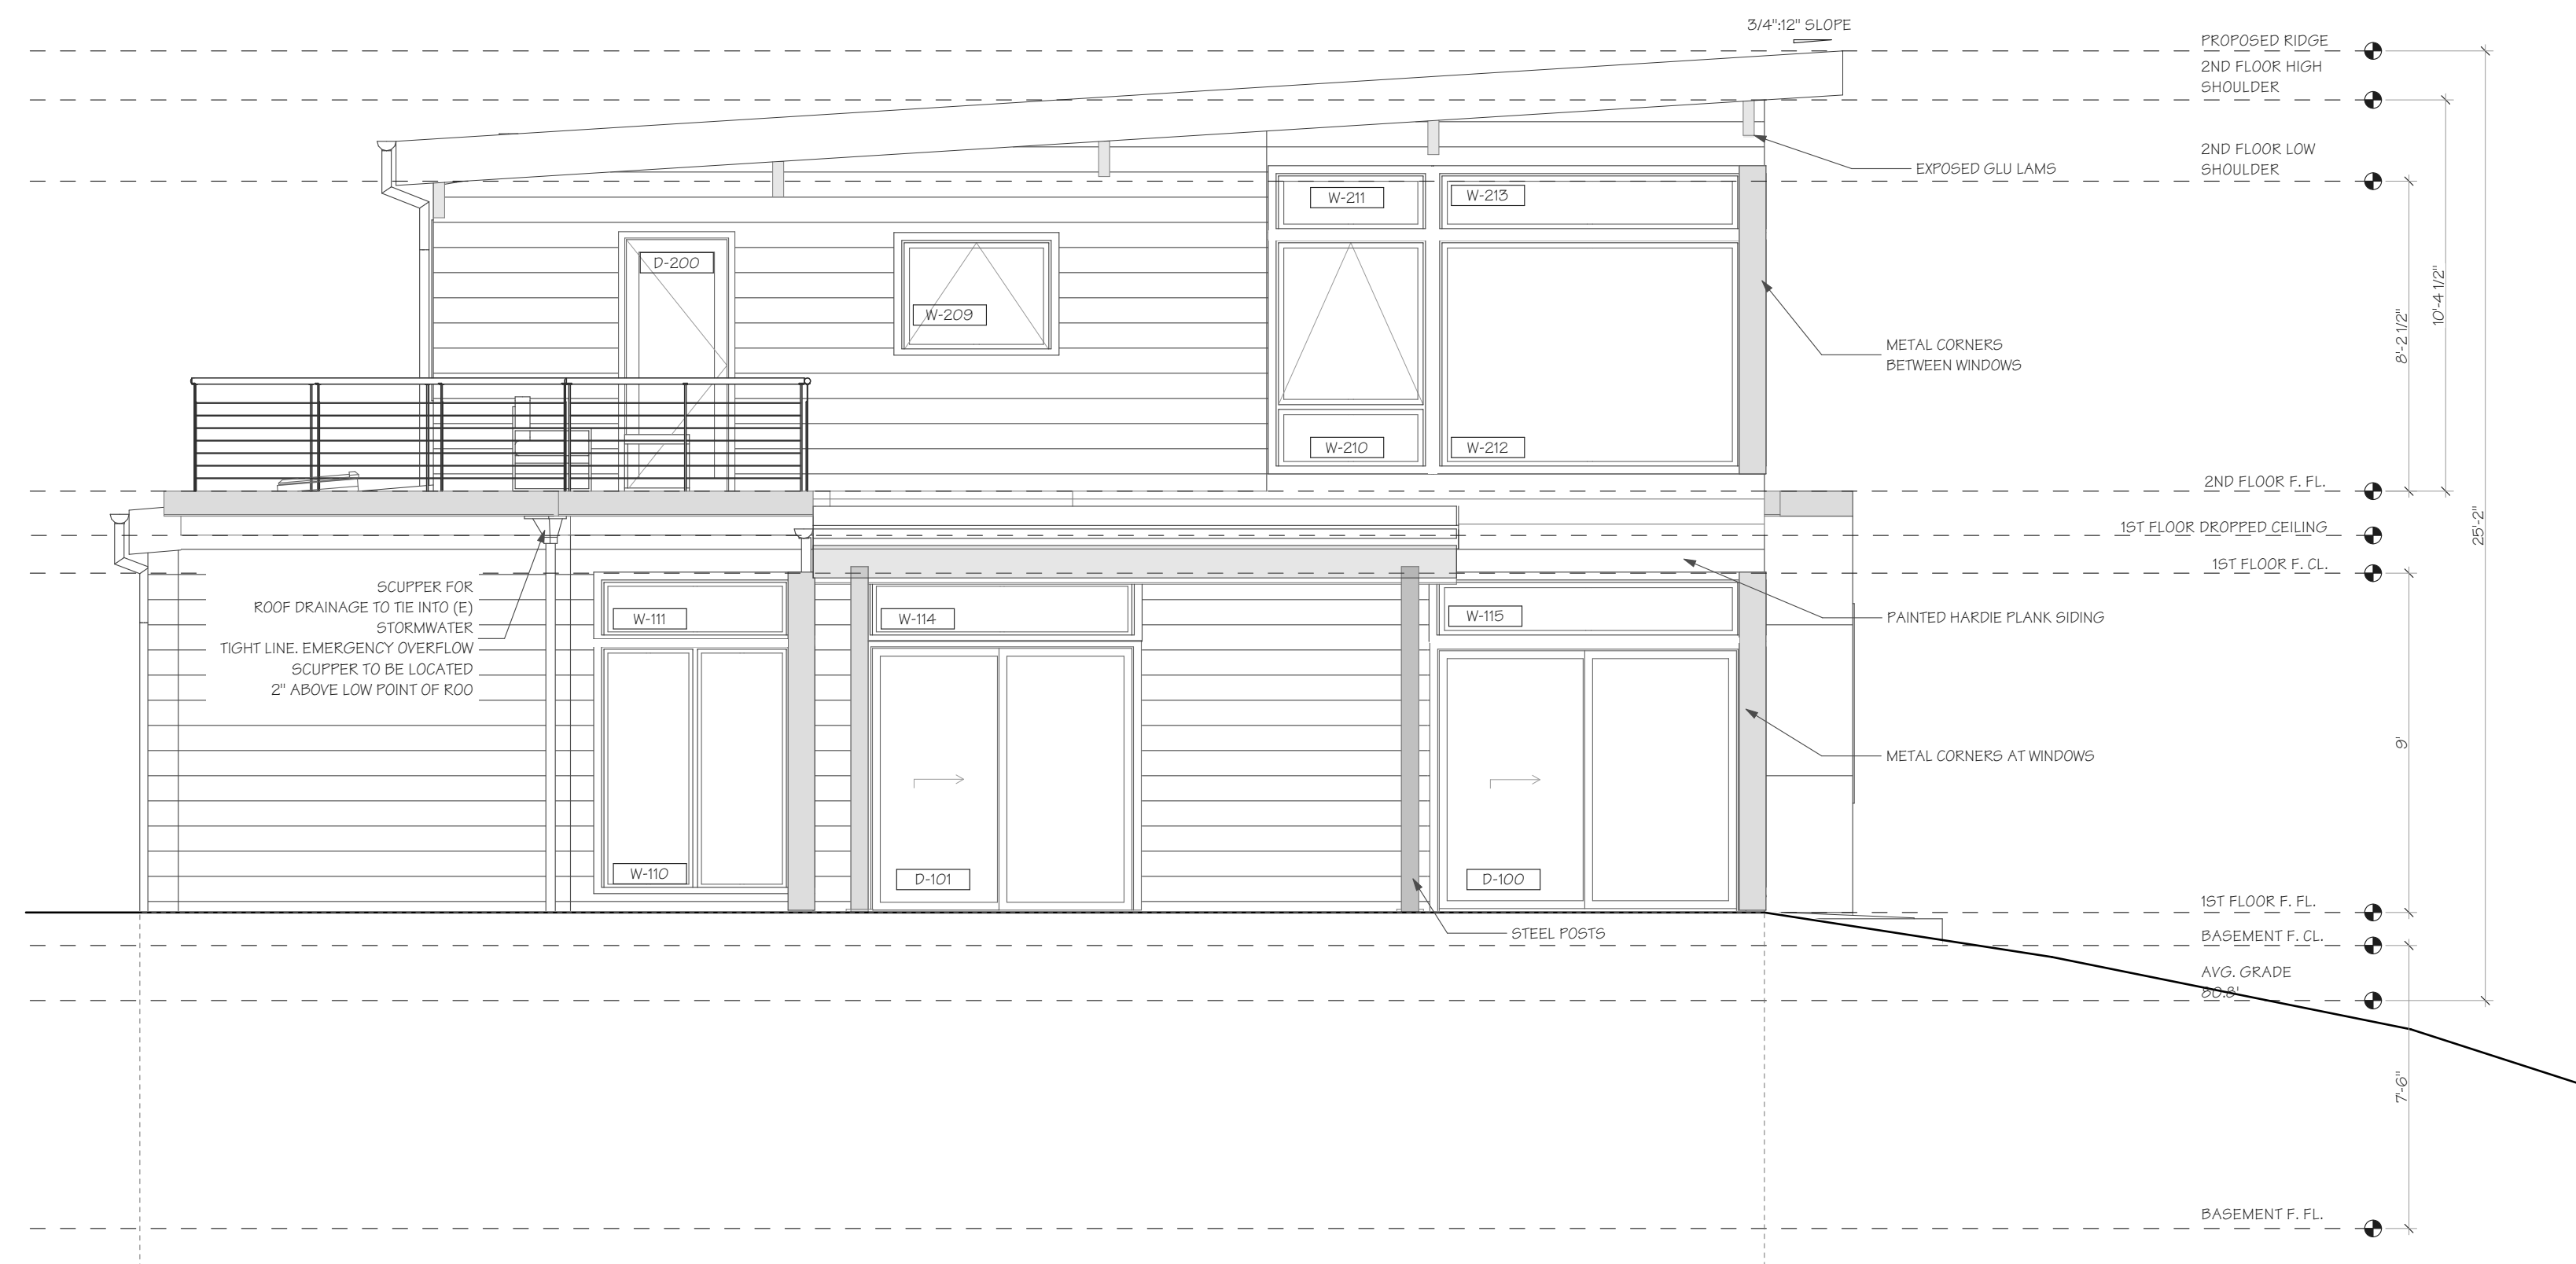 3/4":12" SLOPE
PROPOSED RIDGE
2ND FLOOR HIGH
SHOULDER
2ND FLOOR LOW
SHOULDER
EXPOSED GLU LAMS
W-211
W-213
D-200
W-209
METAL CORNERS
BETWEEN WINDOWS
8'-2 1/2"
10'-4 1/2"
W-210
W-212
2ND FLOOR F. FL.
1ST FLOOR DROPPED CEILING
25'-2"
1ST FLOOR F. CL.
SCUPPER FOR
ROOF DRAINAGE TO TIE INTO (E)
STORMWATER
TIGHT LINE. EMERGENCY OVERFLOW
SCUPPER TO BE LOCATED
2" ABOVE LOW POINT OF ROO
W-111
W-114
W-115
PAINTED HARDIE PLANK SIDING
METAL CORNERS AT WINDOWS
9'
W-110
D-101
D-100
STEEL POSTS
1ST FLOOR F. FL.
BASEMENT F. CL.
AVG. GRADE
80.8'
7'-6"
BASEMENT F. FL.